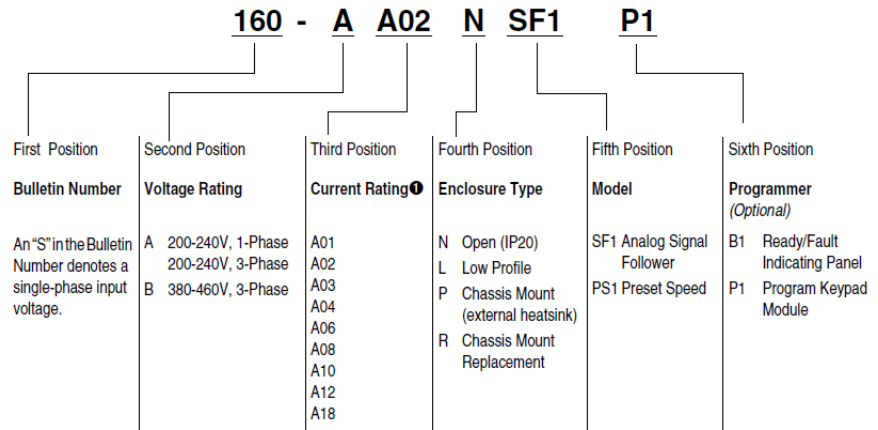 160 - A A02 N SF1 P1
First Position
Bulletin Number
An “S” in the Bulletin
Number denotes a
single-phase input
voltage.
Second Position
Voltage Rating
A 200-240V, 1-Phase
200-240V, 3-Phase
B 380-460V, 3-Phase
Third Position
Current Rating❶
A01
A02
A03
A04
A06
A08
A10
A12
A18
Fourth Position
Enclosure Type
N Open (IP20)
L Low Profile
P Chassis Mount
(external heatsink)
R Chassis Mount
Replacement
Fifth Position
Model
SF1 Analog Signal
Follower
PS1 Preset Speed
Sixth Position
Programmer
(Optional)
B1 Ready/Fault
Indicating Panel
P1 Program Keypad
Module